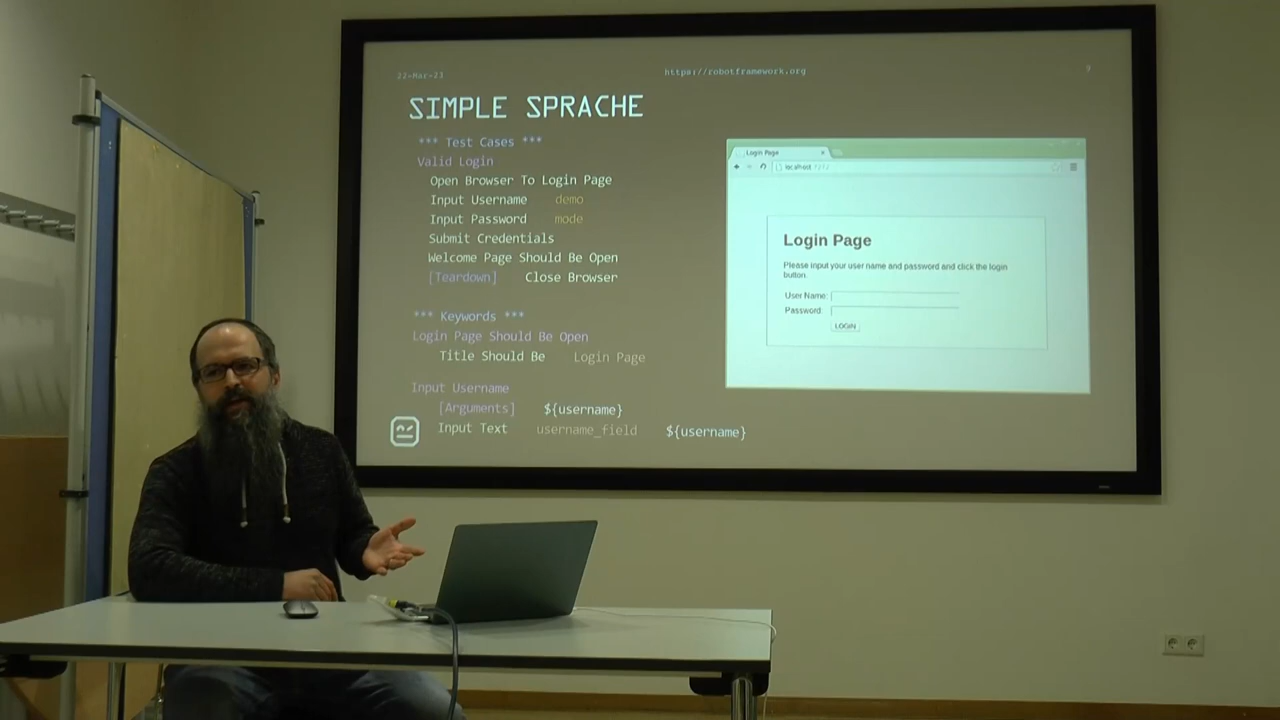 22-Mar-23
https://robotframework.org
9
SIMPLE SPRACHE
*** Test Cases ***
Valid Login
Open Browser To Login Page
Input Username demo
Input Password mode
Submit Credentials
Welcome Page Should Be Open
[Teardown] Close Browser
*** Keywords ***
Login Page Should Be Open
Title Should Be Login Page
Input Username
[Arguments] ${username}
Input Text username_field ${username}
Login Page
localhost:7272
Login Page
Please input your user name and password and click the login
button.
User Name:
Password:
LOGIN